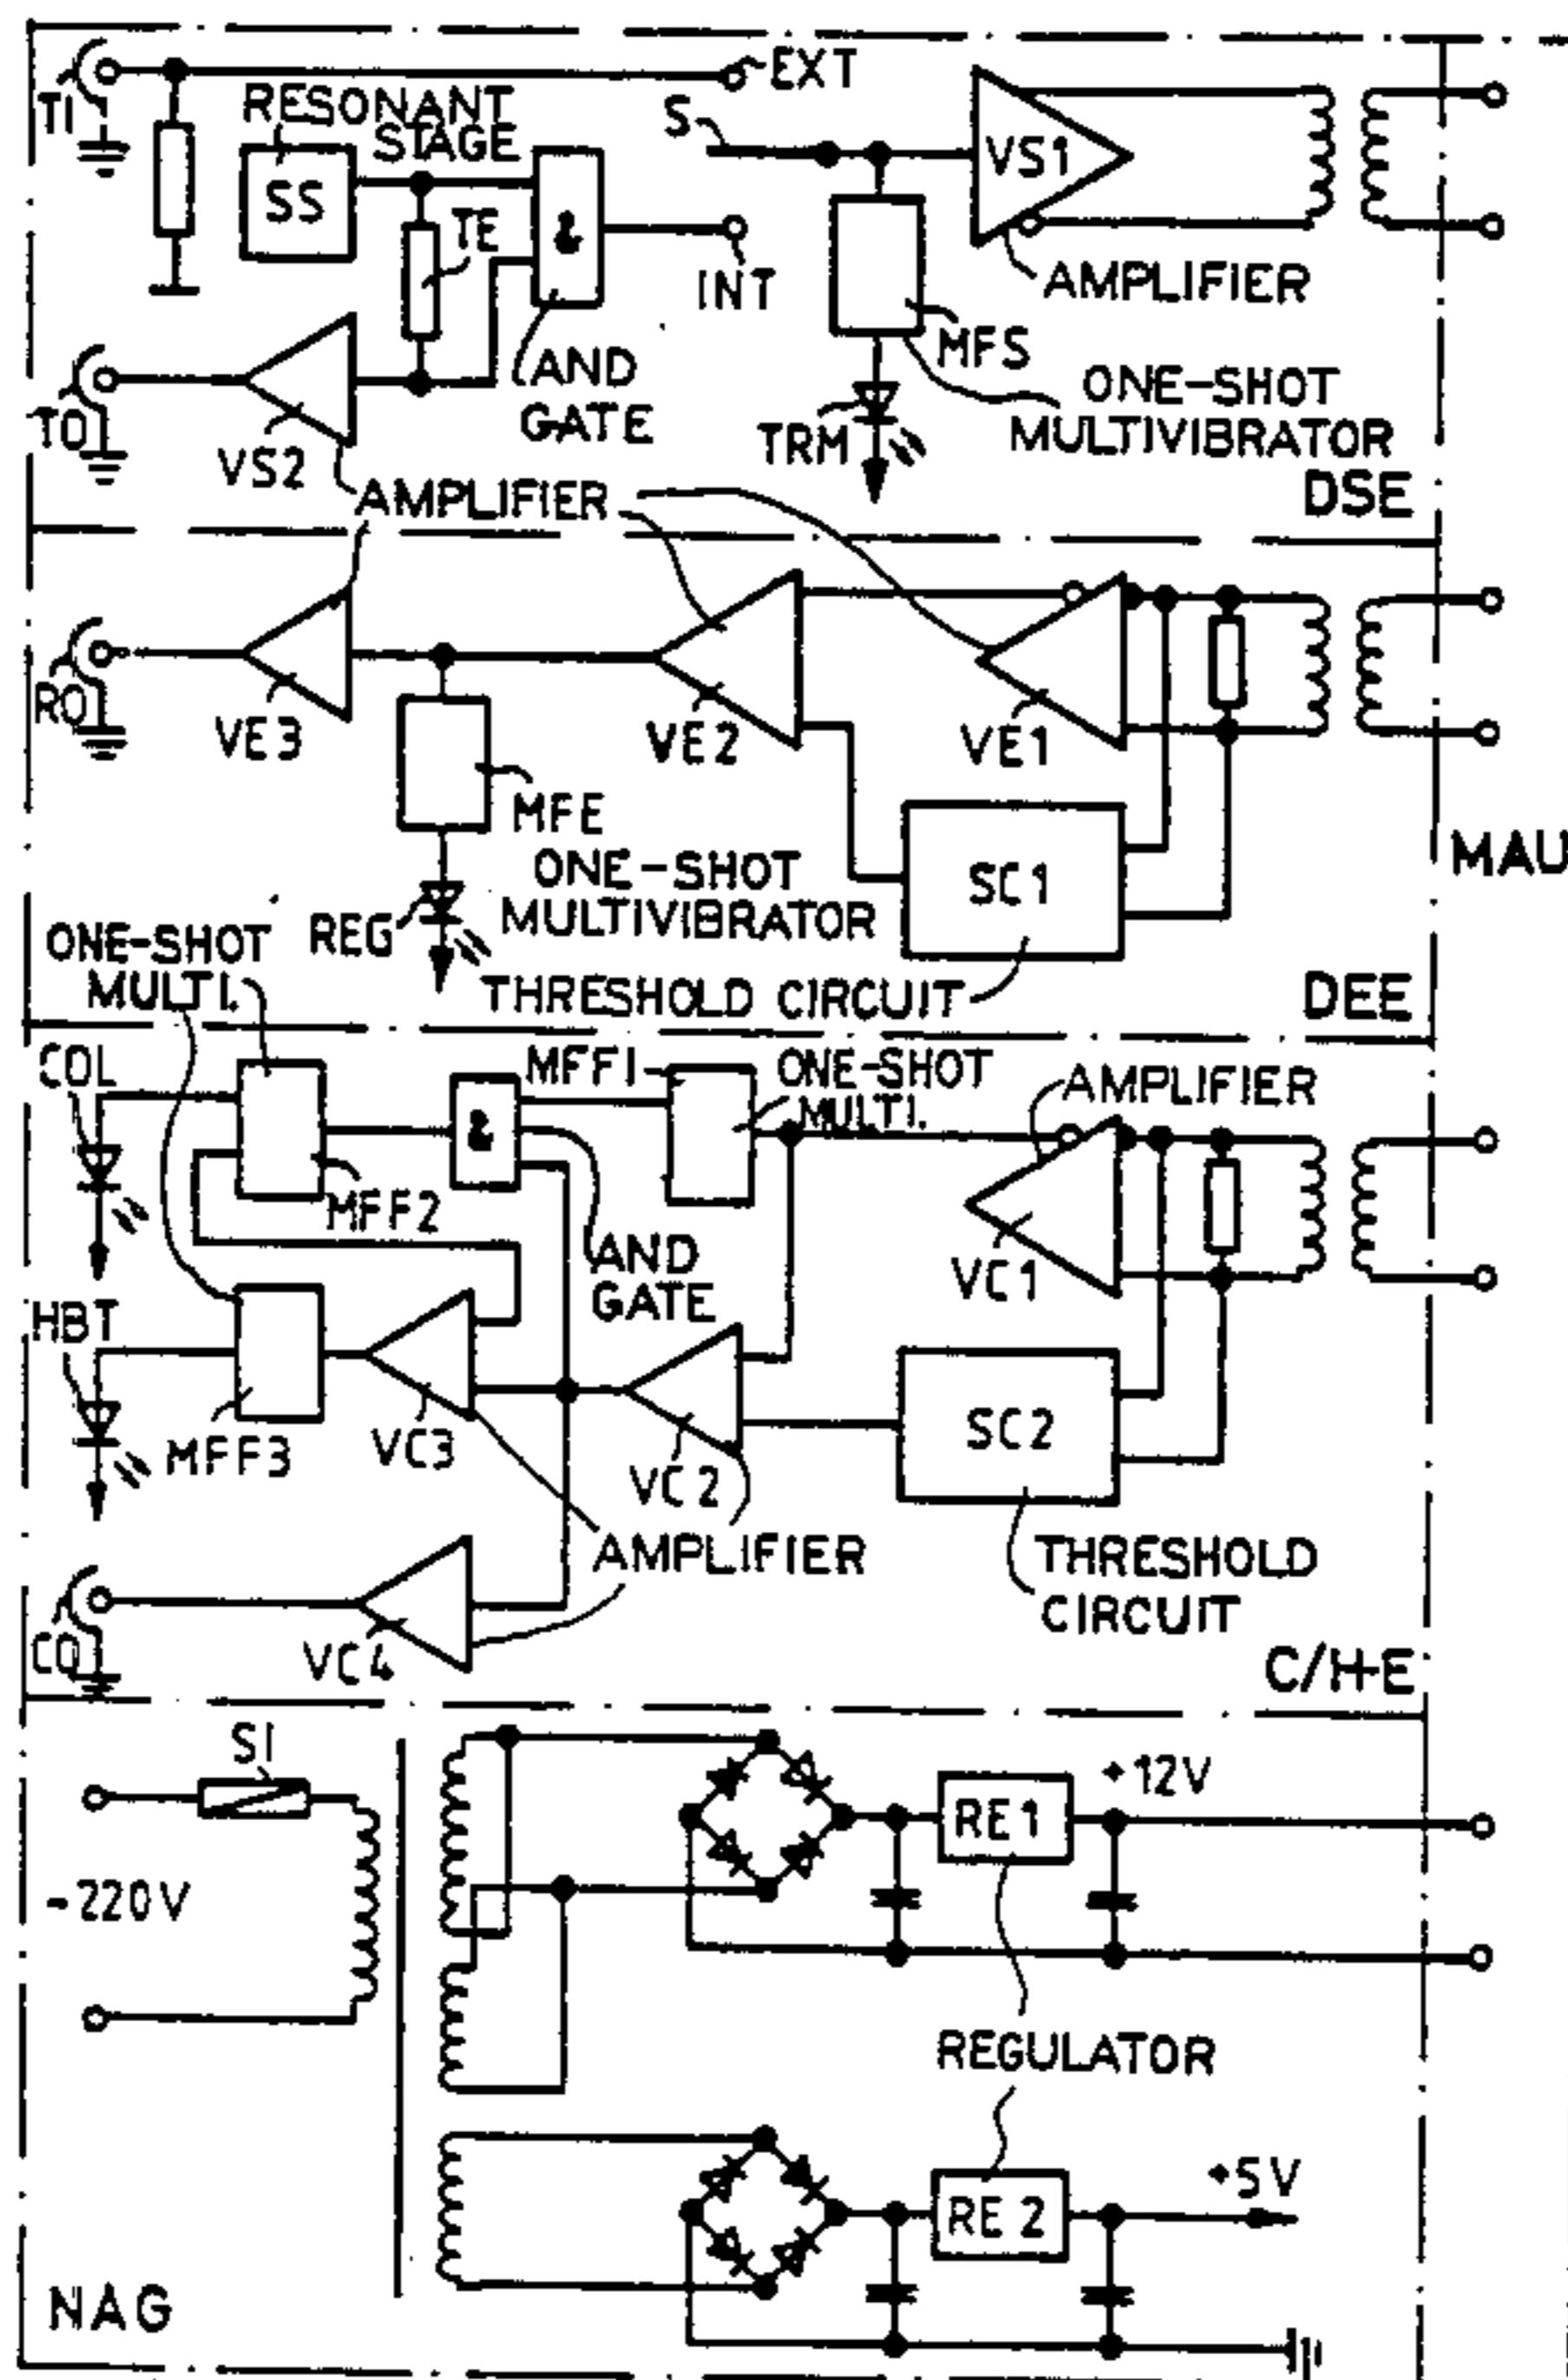 EXT
TI
RESONANT
STAGE
S
VS1
SS
TE
&
INT
AMPLIFIER
MFS
AND
GATE
ONE-SHOT
MULTIVIBRATOR
TO
VS2
TRM
AMPLIFIER
DSE
RO
VE3
VE2
VE1
MFE
MAU
ONE-SHOT
MULTIVIBRATOR
SC1
REG
ONE-SHOT
MULTI.
THRESHOLD CIRCUIT
DEE
COL
MFF1
ONE-SHOT
MULTI.
AMPLIFIER
&
MFF2
AND
GATE
VC1
HBT
MFF3
VC3
VC2
SC2
AMPLIFIER
THRESHOLD
CIRCUIT
CO
VC4
C/H-E
SI
+12V
RE1
-220V
REGULATOR
+5V
RE2
NAG